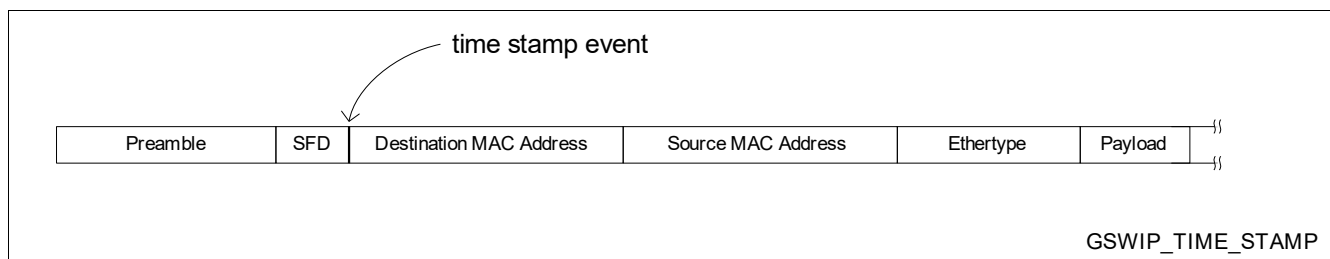 time stamp event
Preamble SFD Destination MAC Address Source MAC Address Ethertype Payload
GSWIP_TIME_STAMP